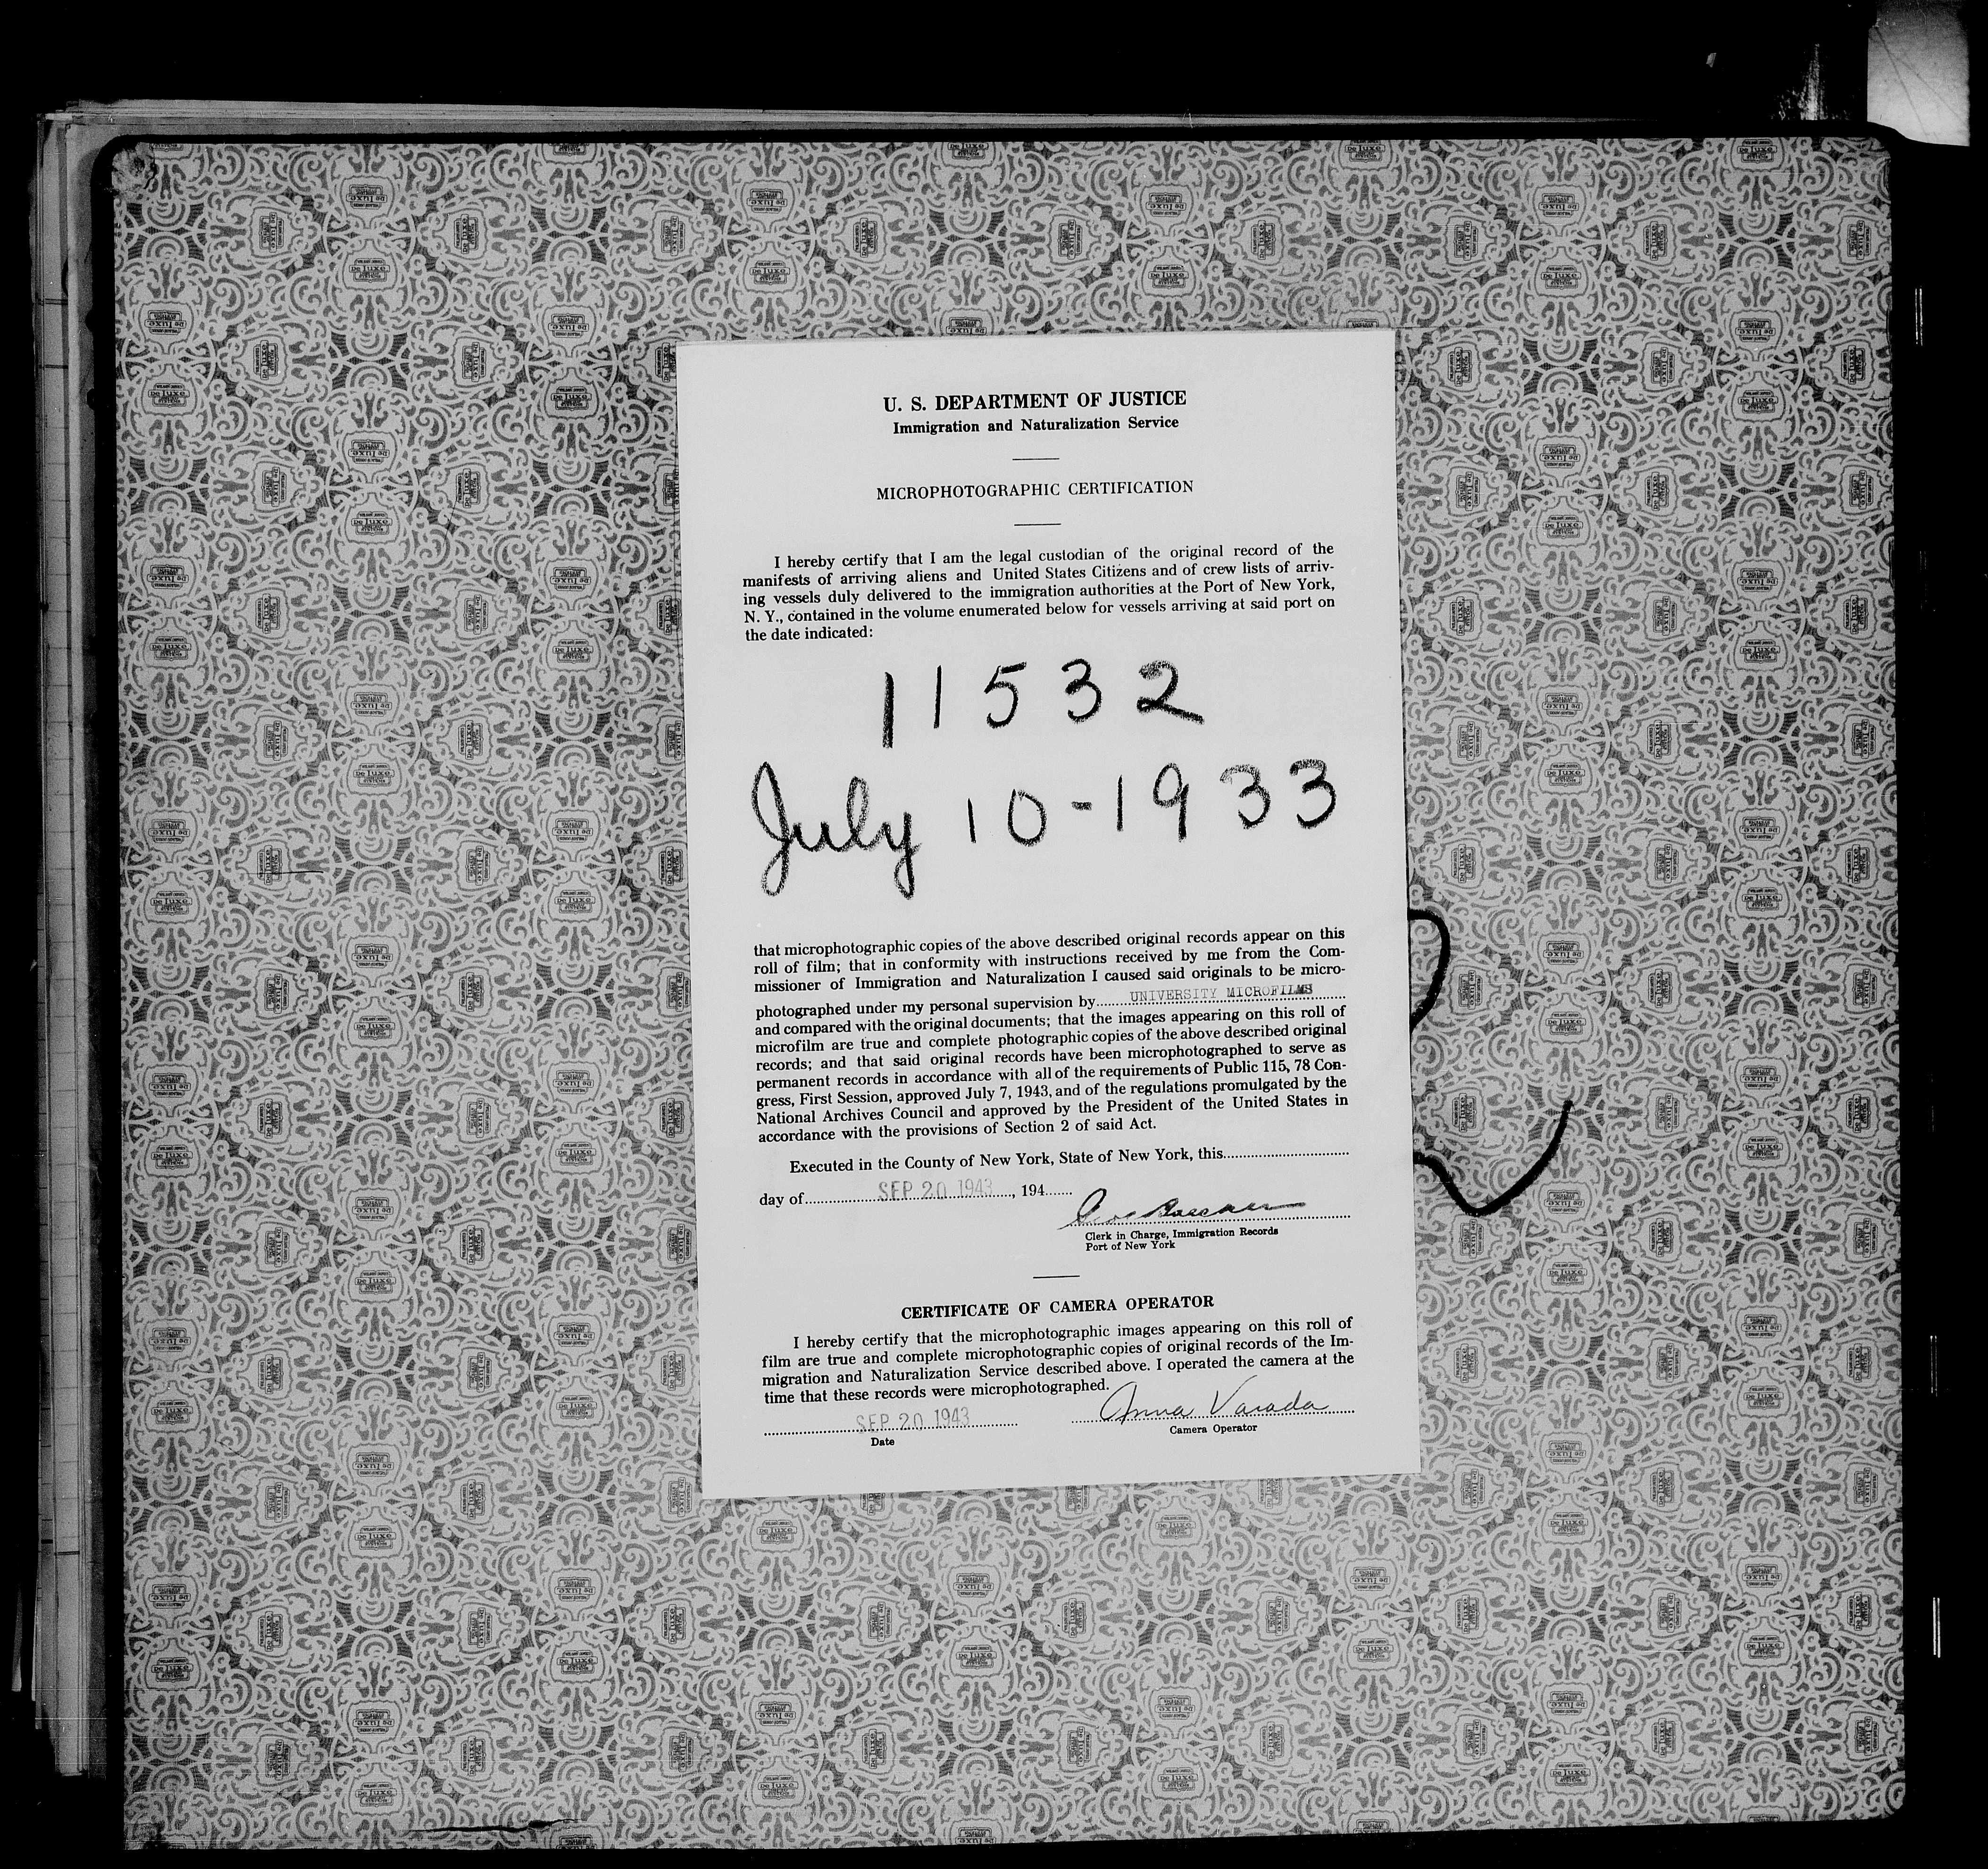 U. S. DEPARTMENT OF JUSTICE
Immigration and Naturalization Service
MICROPHOTOGRAPHIC CERTIFICATION
I hereby certify that I am the legal custodian of the original record of the
manifests of arriving aliens and United States Citizens and of crew lists of arriv-
ing vessels duly delivered to the immigration authorities at the Port of New York,
N. Y., contained in the volume enumerated below for vessels arriving at said port on
the date indicated:
11532
July 10-1933
that microphotographic copies of the above described original records appear on this
roll of film; that in conformity with instructions received by me from the Com-
missioner of Immigration and Naturalization I caused said originals to be micro-
photographed under my personal supervision by UNIVERSITY MICROFILMS
and compared with the original documents; that the images appearing on this roll of
microfilm are true and complete photographic copies of the above described original
records; and that said original records have been microphotographed to serve as
permanent records in accordance with all of the requirements of Public 115, 78 Con-
gress, First Session, approved July 7, 1943, and of the regulations promulgated by the
National Archives Council and approved by the President of the United States in
accordance with the provisions of Section 2 of said Act.
Executed in the County of New York, State of New York, this
day of SEP 20 1943, 194
Clerk in Charge, Immigration Records
Port of New York
CERTIFICATE OF CAMERA OPERATOR
I hereby certify that the microphotographic images appearing on this roll of
film are true and complete microphotographic copies of original records of the Im-
migration and Naturalization Service described above. I operated the camera at the
time that these records were microphotographed.
SEP 20 1943 Anna Varada
Date Camera Operator